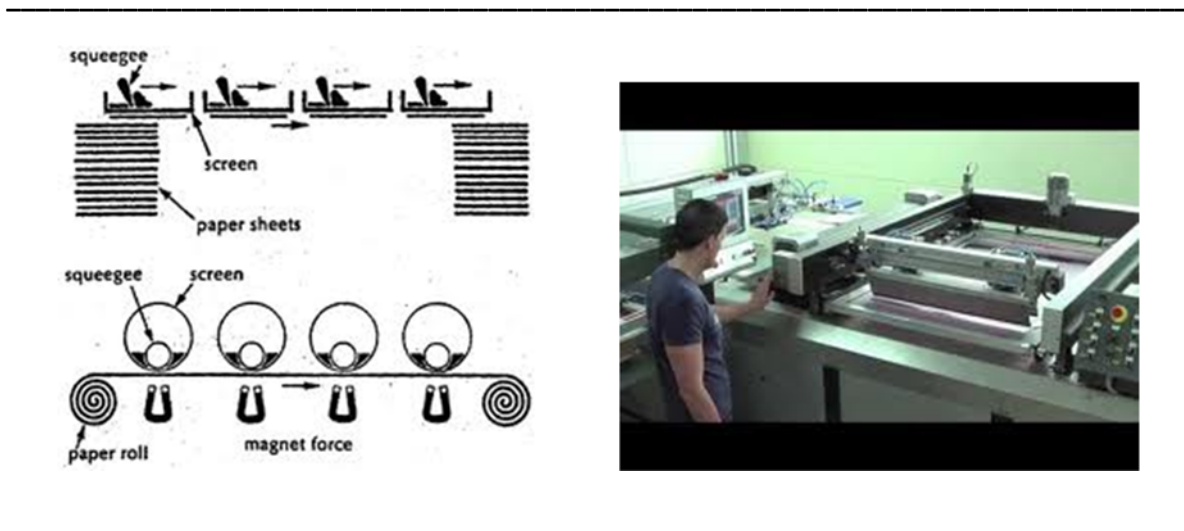 squeegee
screen
paper sheets
squeegee
screen
magnet force
paper roll